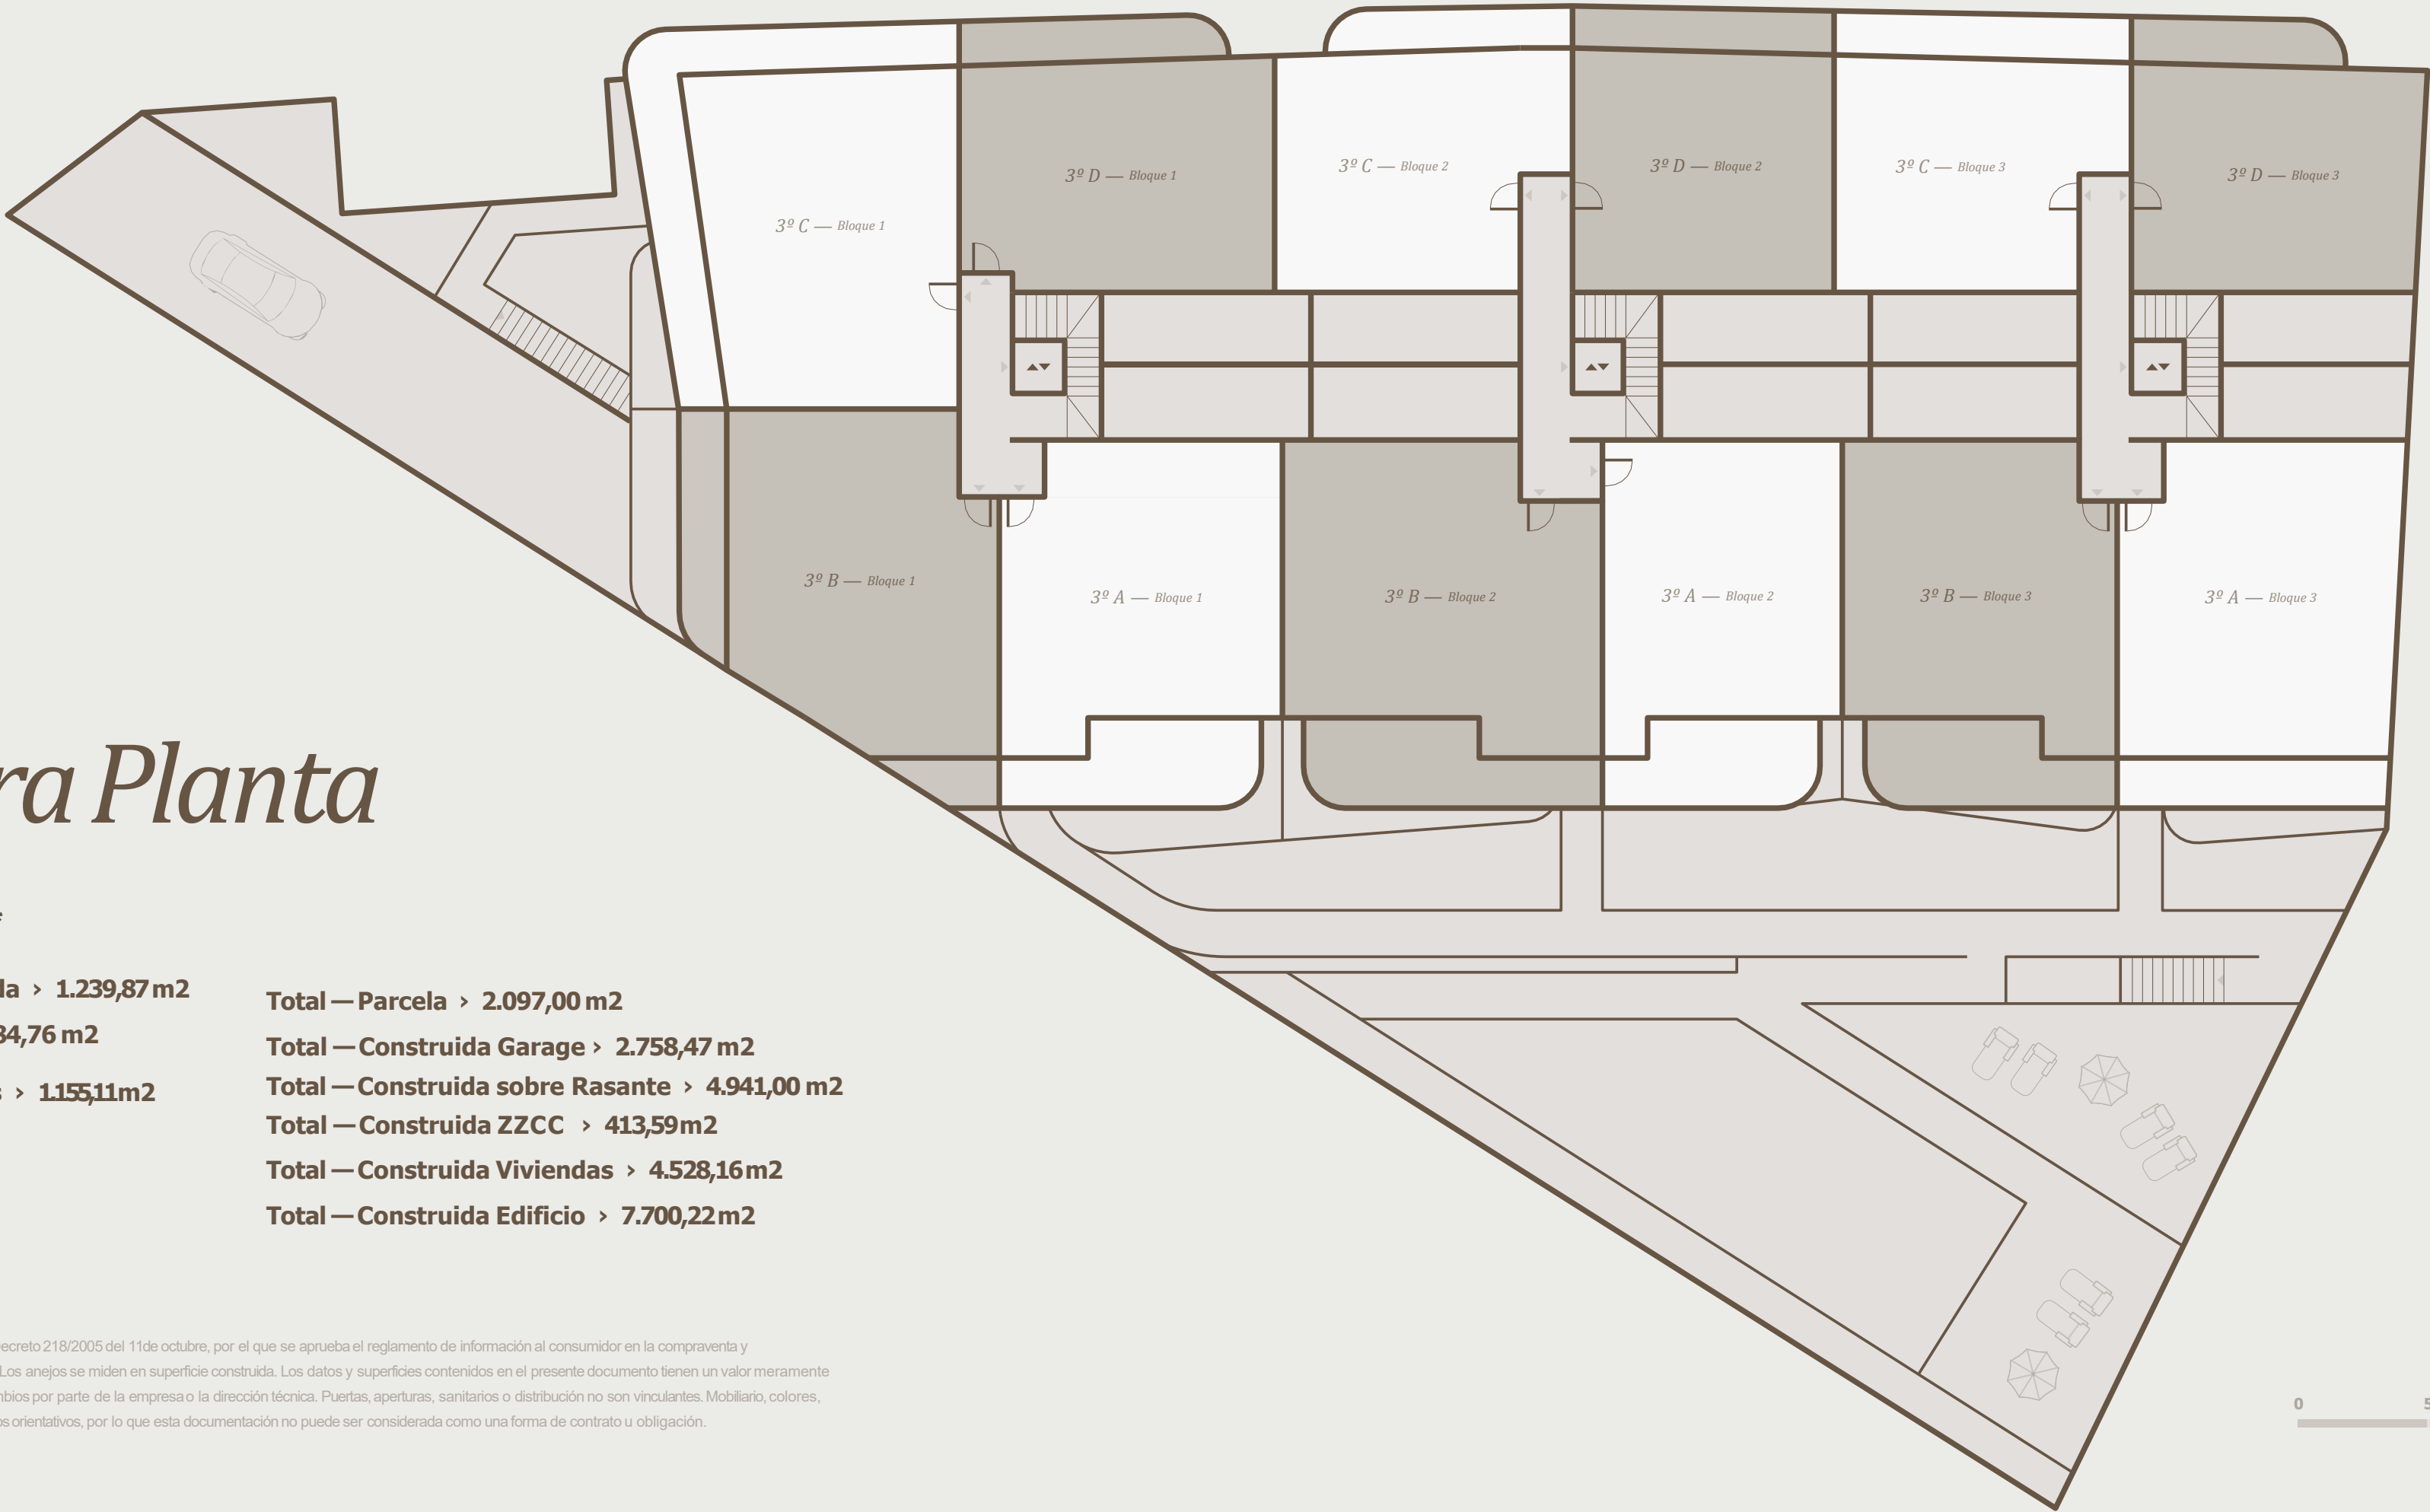 3º D — Bloque 1
3º C — Bloque 2
3º D — Bloque 2
3º C — Bloque 3
3º D — Bloque 3
3º C — Bloque 1
3º B — Bloque 1
3º A — Bloque 1
3º B — Bloque 2
3º A — Bloque 2
3º B — Bloque 3
3º A — Bloque 3
ra Planta
la › 1.239,87 m2
34,76 m2
s › 1.155,11 m2
Total — Parcela › 2.097,00 m2
Total — Construida Garage › 2.758,47 m2
Total — Construida sobre Rasante › 4.941,00 m2
Total — Construida ZZCC › 413,59 m2
Total — Construida Viviendas › 4.528,16 m2
Total — Construida Edificio › 7.700,22 m2
ecreto 218/2005 del 11de octubre, por el que se aprueba el reglamento de información al consumidor en la compraventa y
Los anejos se miden en superficie construida. Los datos y superficies contenidos en el presente documento tienen un valor meramente
mbios por parte de la empresa o la dirección técnica. Puertas, aperturas, sanitarios o distribución no son vinculantes. Mobiliario, colores,
os orientativos, por lo que esta documentación no puede ser considerada como una forma de contrato u obligación.
0 5